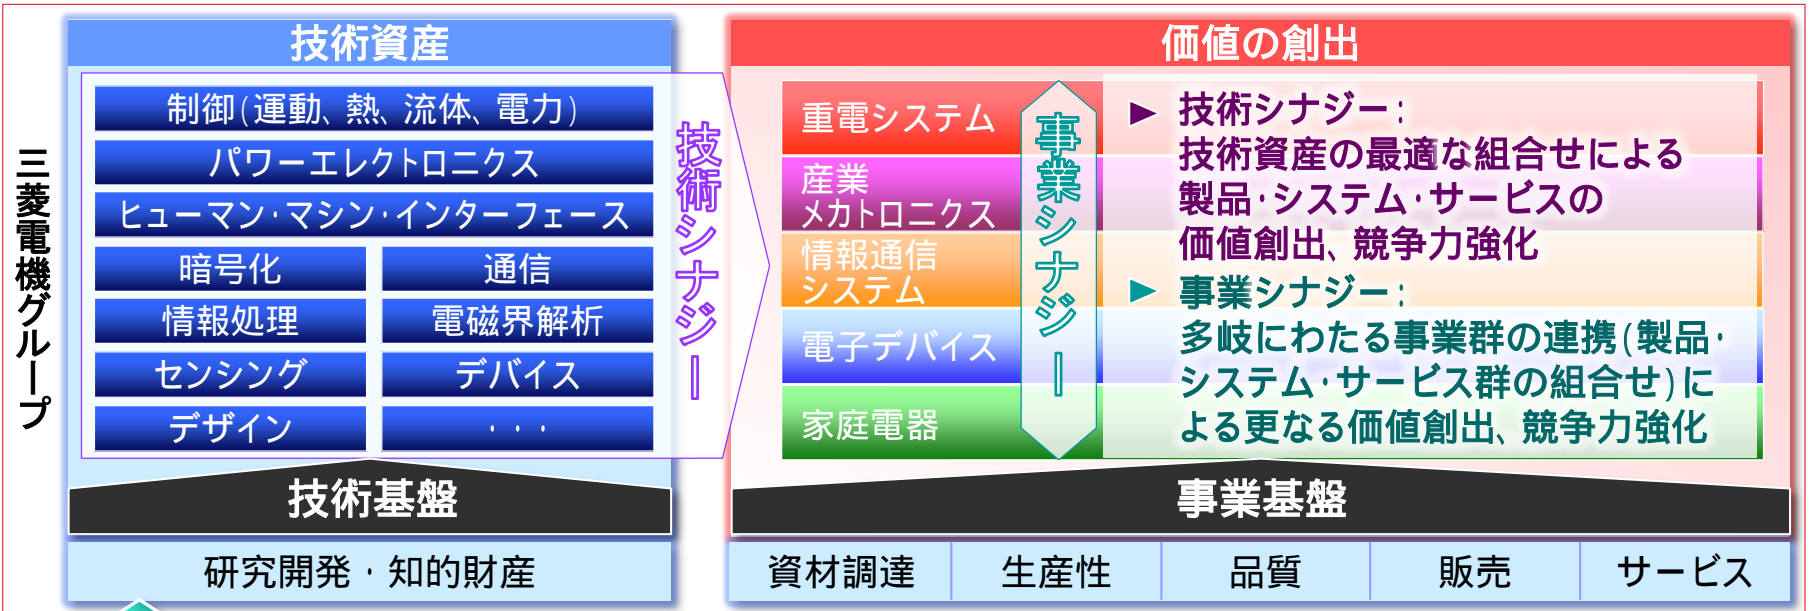 三菱電機グループ
技術資産
制御(運動、熱、流体、電力)
パワーエレクトロニクス
ヒューマン・マシン・インターフェース
暗号化
通信
情報処理
電磁界解析
センシング
デバイス
デザイン
・・・
技術シナジー
技術基盤
研究開発・知的財産
価値の創出
重電システム
産業
メカトロニクス
情報通信
システム
電子デバイス
家庭電器
事業シナジー
▶ 技術シナジー:
技術資産の最適な組合せによる
製品・システム・サービスの
価値創出、競争力強化
▶ 事業シナジー:
多岐にわたる事業群の連携(製品・
システム・サービス群の組合せ)に
よる更なる価値創出、競争力強化
事業基盤
資材調達
生産性
品質
販売
サービス